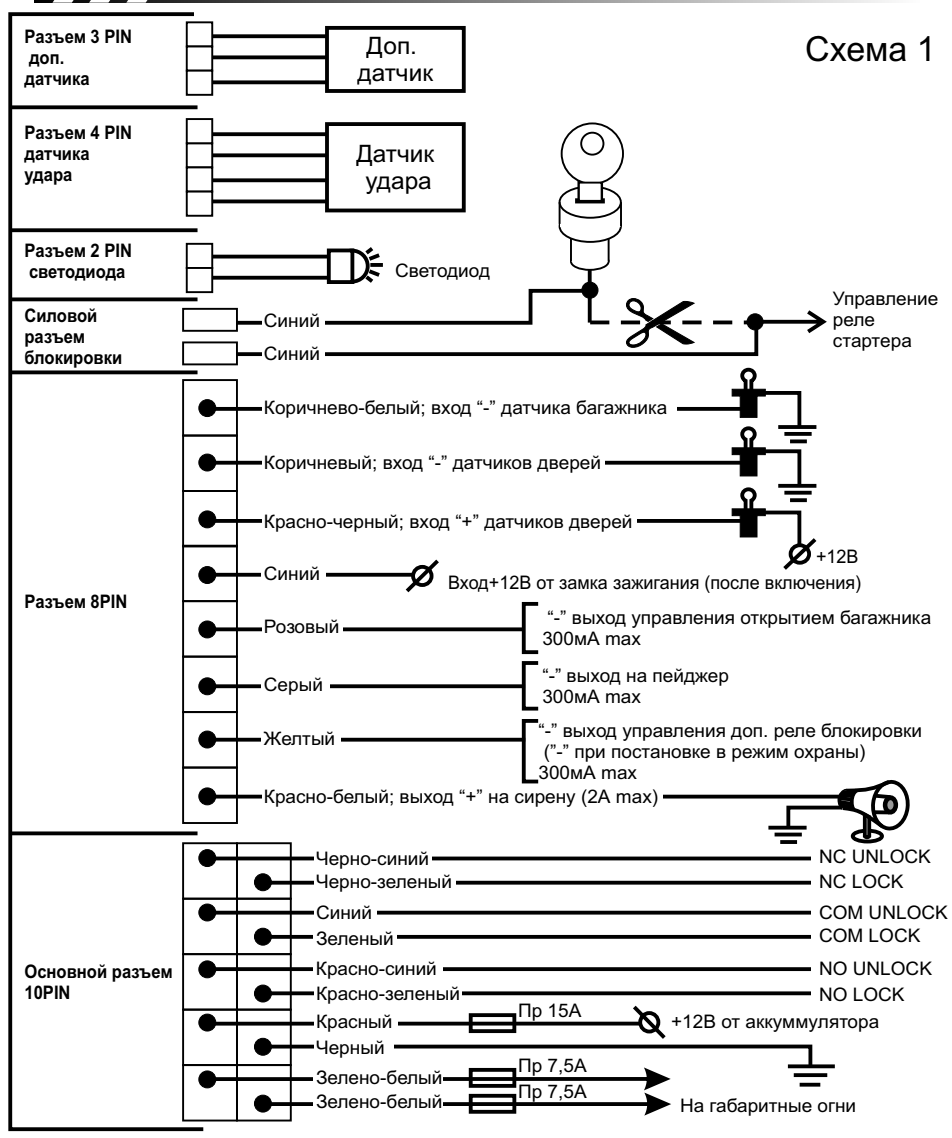 Схема 1
Разъем 3 PIN
доп.
датчика
Доп.
датчик
Разъем 4 PIN
датчика
удара
Датчик
удара
Разъем 2 PIN
светодиода
Светодиод
Силовой
разъем
блокировки
Синий
Синий
Управление
реле
стартера
Разъем 8PIN
Коричнево-белый; вход “-” датчика багажника
Коричневый; вход “-” датчиков дверей
Красно-черный; вход “+” датчиков дверей
+12В
Синий
Вход+12В от замка зажигания (после включения)
Розовый
“-” выход управления открытием багажника
300мА max
Серый
“-” выход на пейджер
300мА max
Желтый
“-” выход управления доп. реле блокировки
(”-” при постановке в режим охраны)
300мА max
Красно-белый; выход “+” на сирену (2А max)
Основной разъем
10PIN
Черно-синий NC UNLOCK
Черно-зеленый NC LOCK
Синий COM UNLOCK
Зеленый COM LOCK
Красно-синий NO UNLOCK
Красно-зеленый NO LOCK
Красный Пр 15А +12В от аккуммулятора
Черный
Зелено-белый Пр 7,5А
Зелено-белый Пр 7,5А На габаритные огни